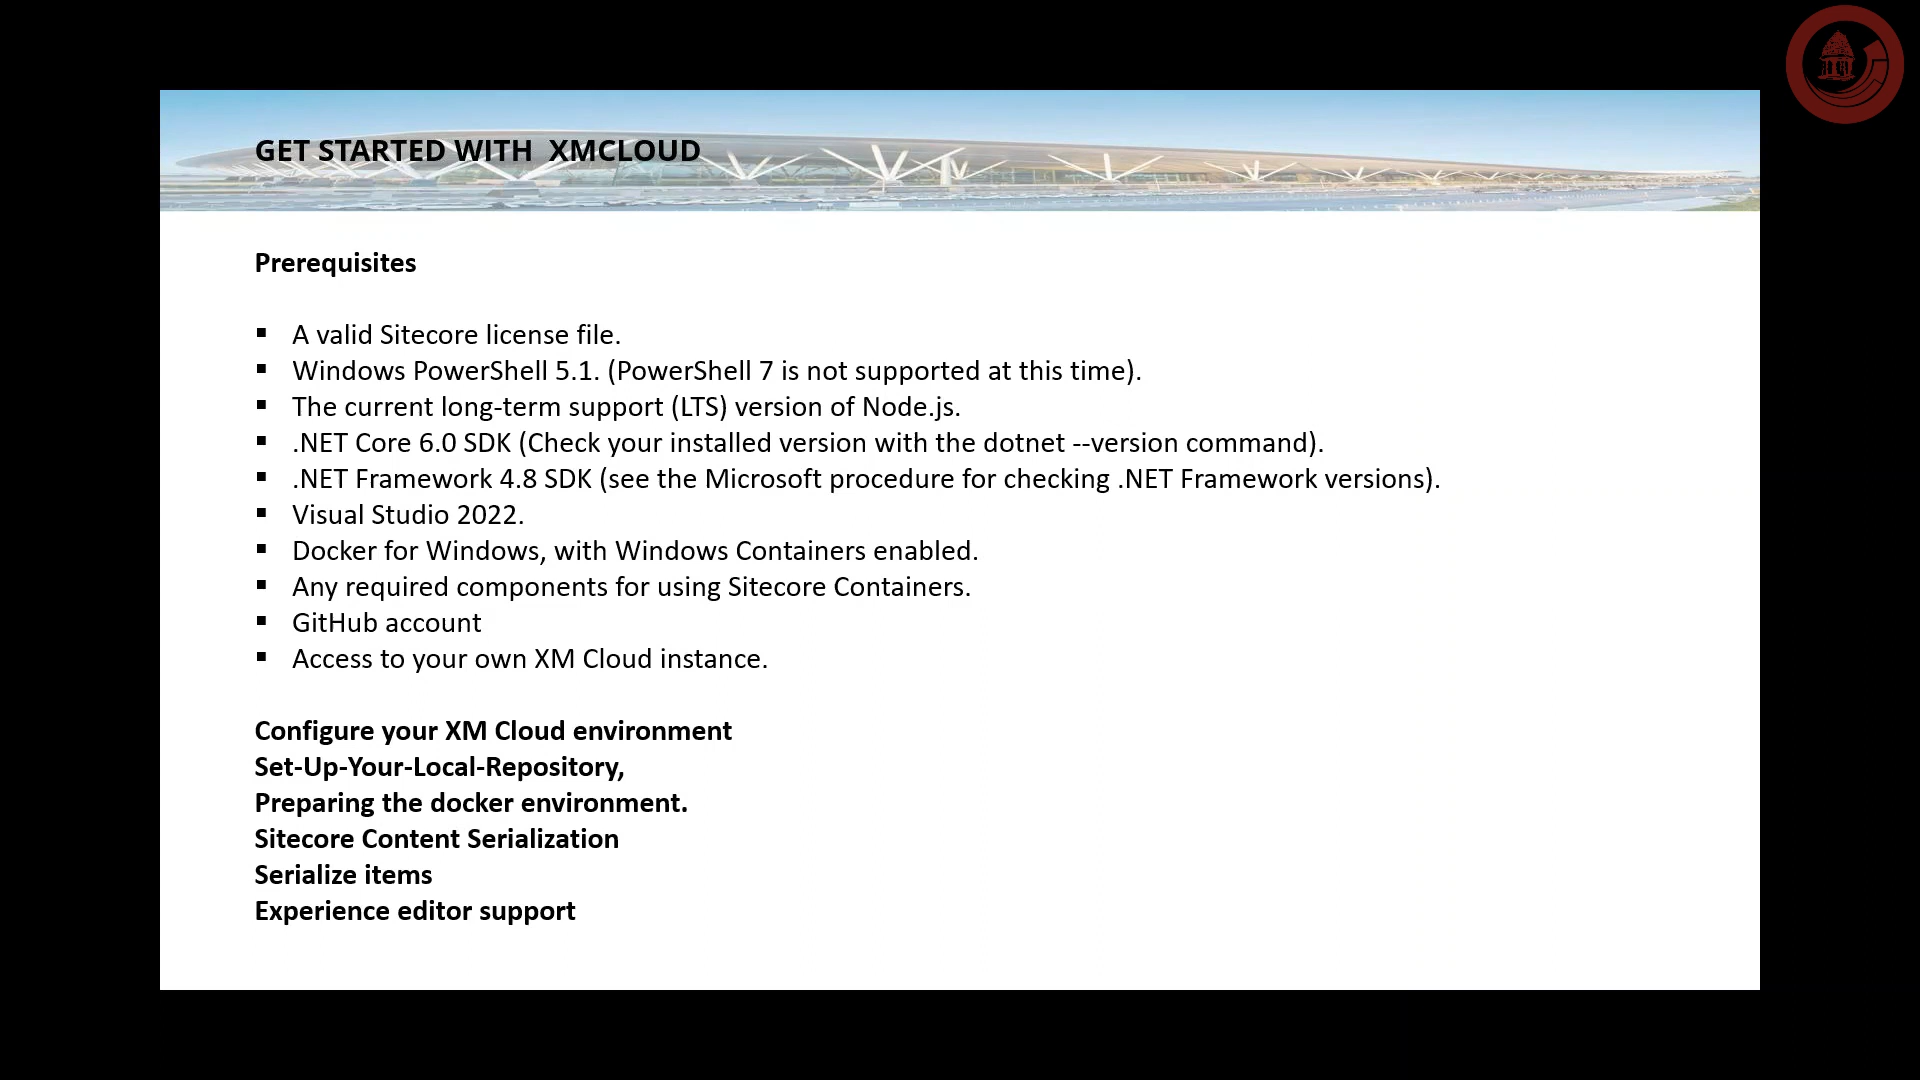 GET STARTED WITH  XMCLOUD
Prerequisites
▪ A valid Sitecore license file.
▪ Windows PowerShell 5.1. (PowerShell 7 is not supported at this time).
▪ The current long-term support (LTS) version of Node.js.
▪ .NET Core 6.0 SDK (Check your installed version with the dotnet --version command).
▪ .NET Framework 4.8 SDK (see the Microsoft procedure for checking .NET Framework versions).
▪ Visual Studio 2022.
▪ Docker for Windows, with Windows Containers enabled.
▪ Any required components for using Sitecore Containers.
▪ GitHub account
▪ Access to your own XM Cloud instance.
Configure your XM Cloud environment
Set-Up-Your-Local-Repository,
Preparing the docker environment.
Sitecore Content Serialization
Serialize items
Experience editor support